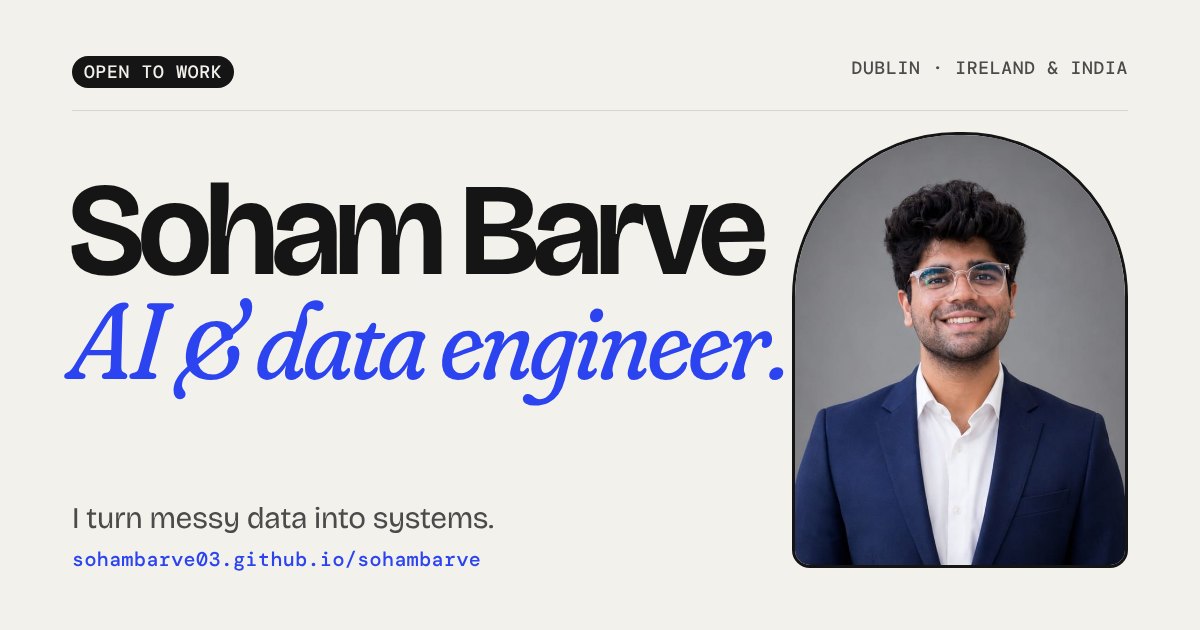 OPEN TO WORK
DUBLIN · IRELAND & INDIA
Soham Barve
AI & data engineer.
I turn messy data into systems.
sohambarve03.github.io/sohambarve